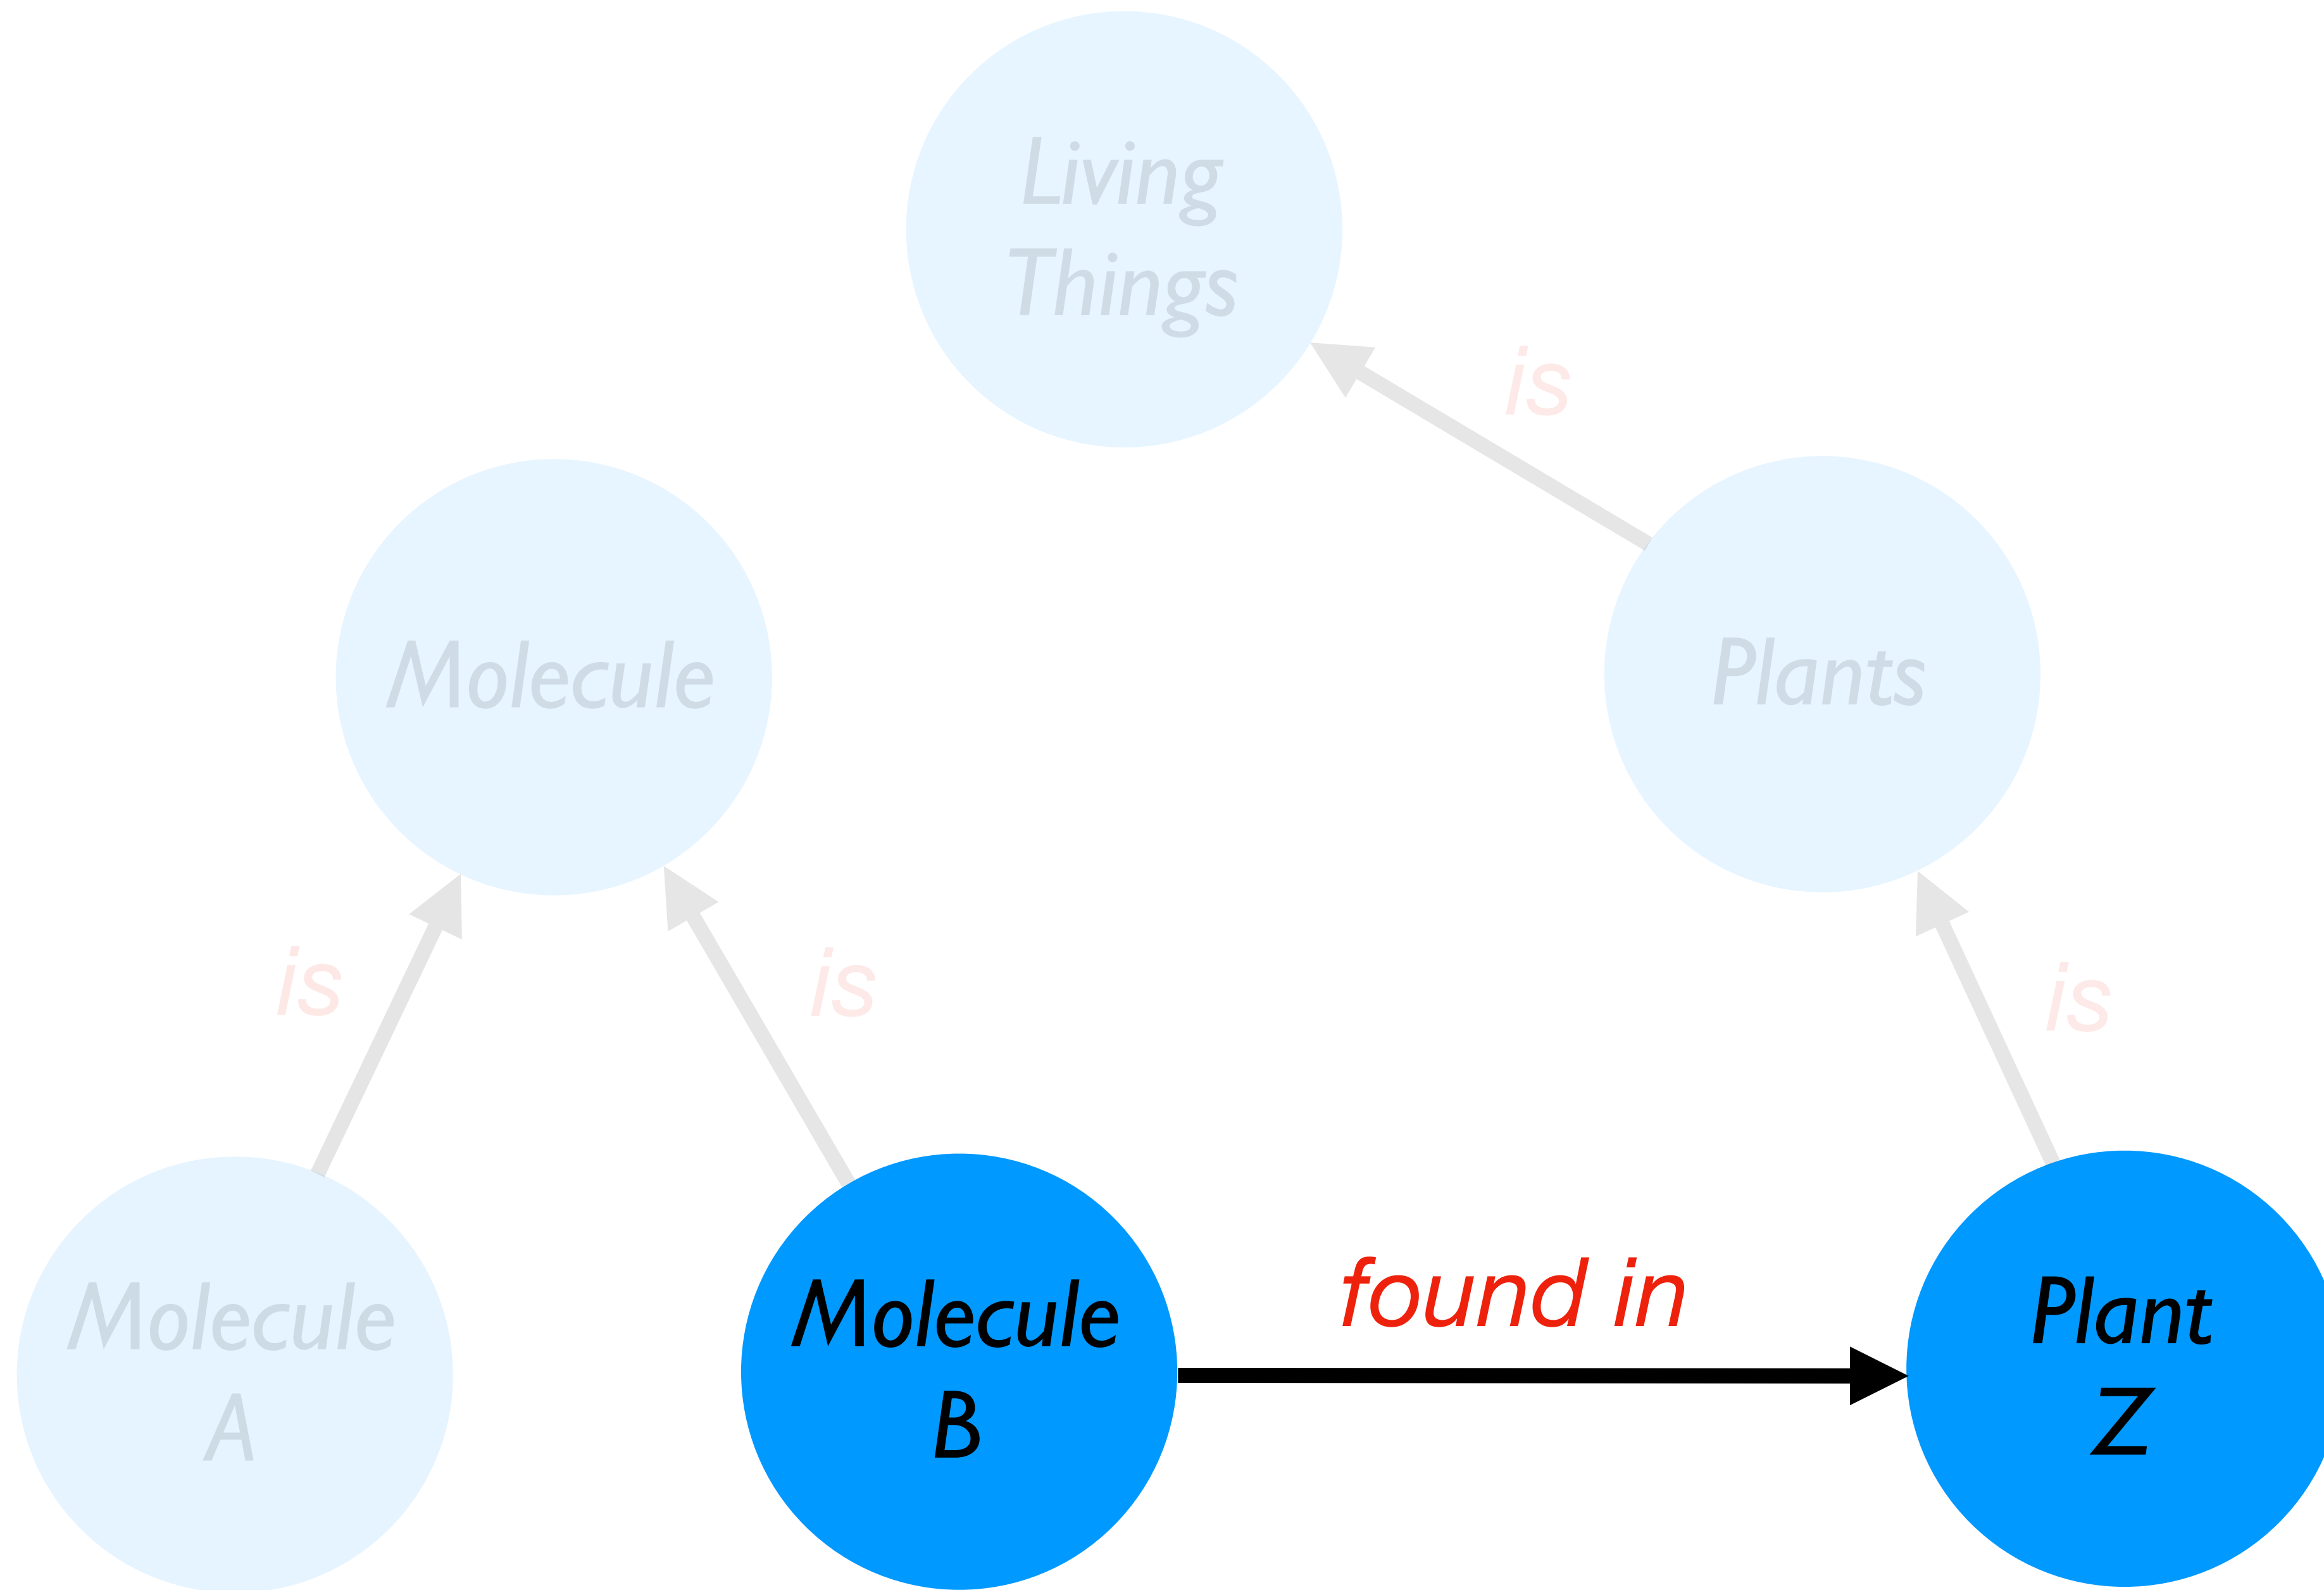 Living
Things
is
Molecule
Plants
is
is
is
Molecule
A
Molecule
B
found in
Plant
Z